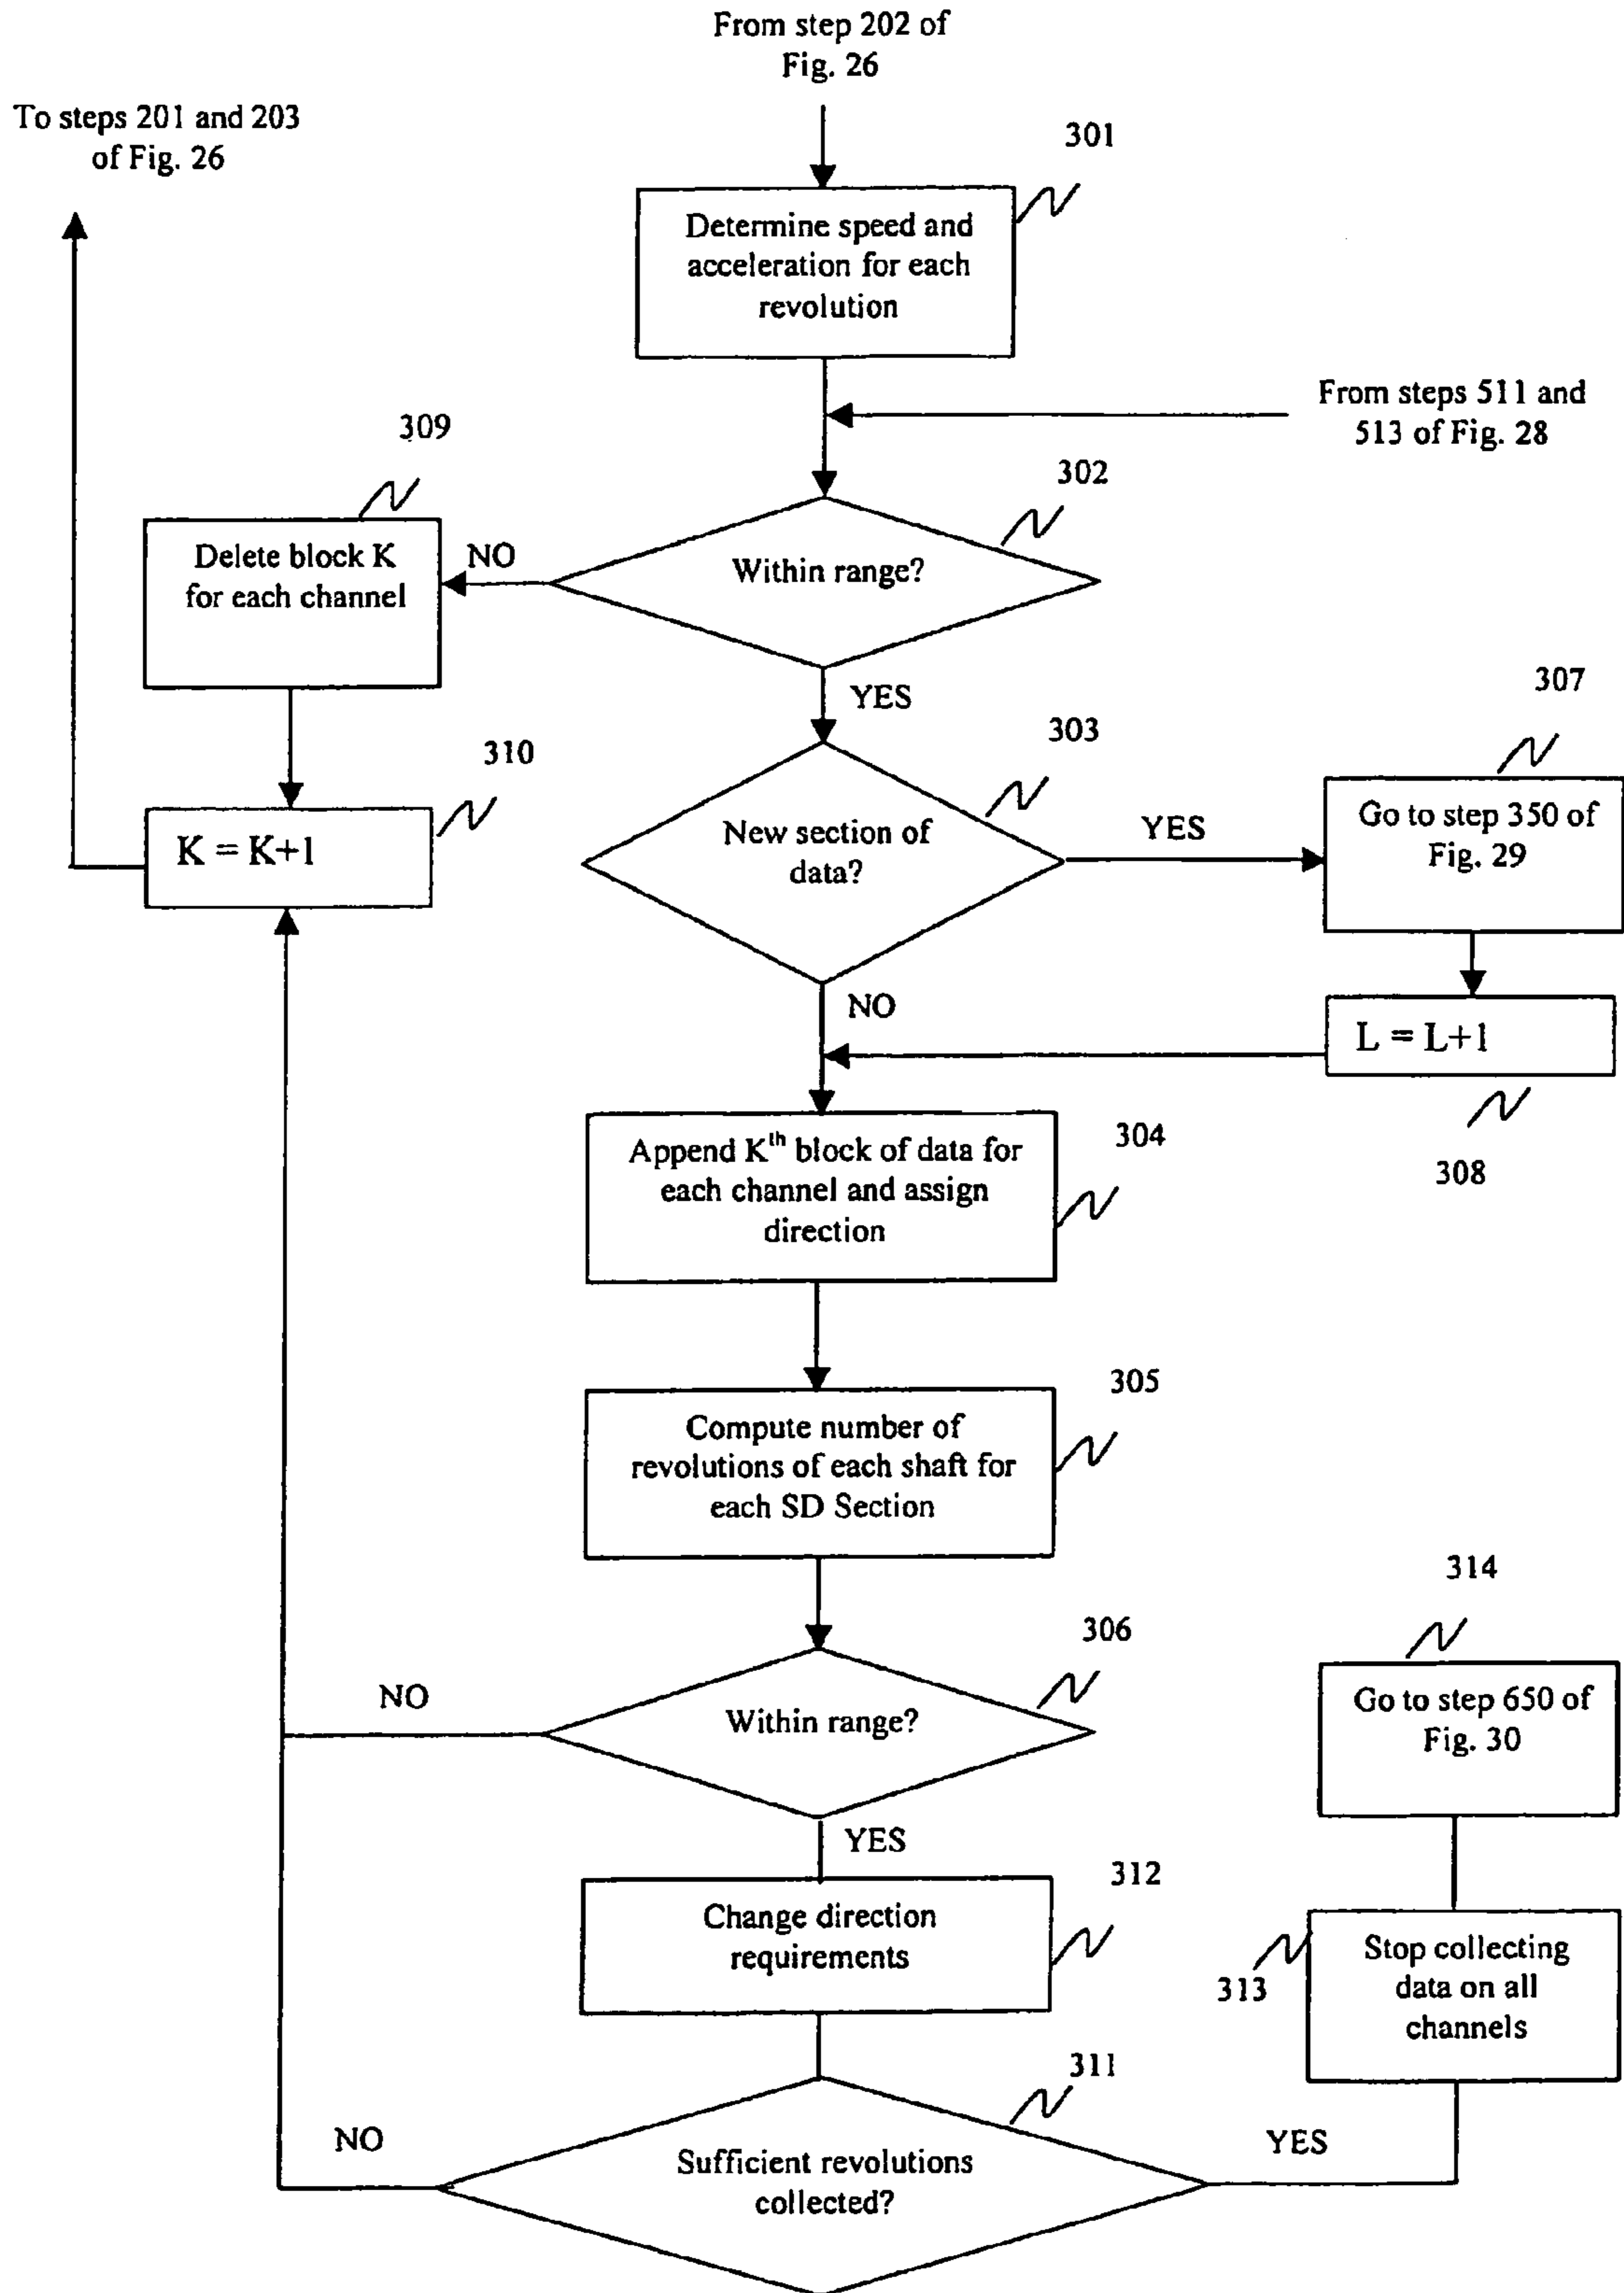 From step 202 of
Fig. 26
To steps 201 and 203
of Fig. 26
301
Determine speed and
acceleration for each
revolution
From steps 511 and
513 of Fig. 28
309
302
Delete block K
for each channel
NO
Within range?
YES
307
303
310
Go to step 350 of
Fig. 29
New section of
data?
YES
K = K+1
NO
L = L+1
308
304
Append Kth block of data for
each channel and assign
direction
305
Compute number of
revolutions of each shaft for
each SD Section
314
306
NO
Within range?
Go to step 650 of
Fig. 30
YES
312
Change direction
requirements
313
Stop collecting
data on all
channels
311
NO
YES
Sufficient revolutions
collected?